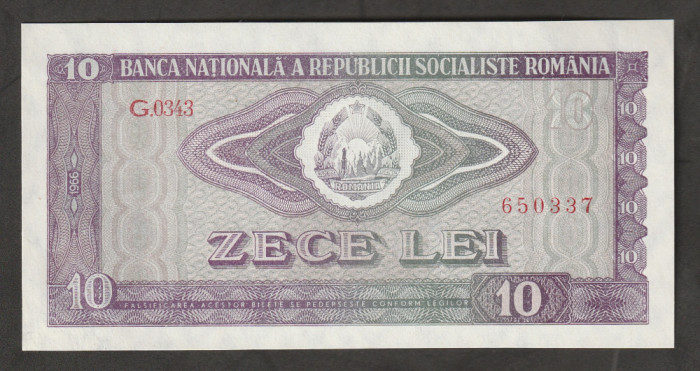 10 BANCA NAȚIONALĂ A REPUBLICII SOCIALISTE ROMÂNIA
G.0343
10
10
1966
ROMANIA
10
650337
10
ZECE LEI
10
10
10
FALSIFICAREA ACESTOR BILETE SE PEDEPSEȘTE CONFORM LEGILOR